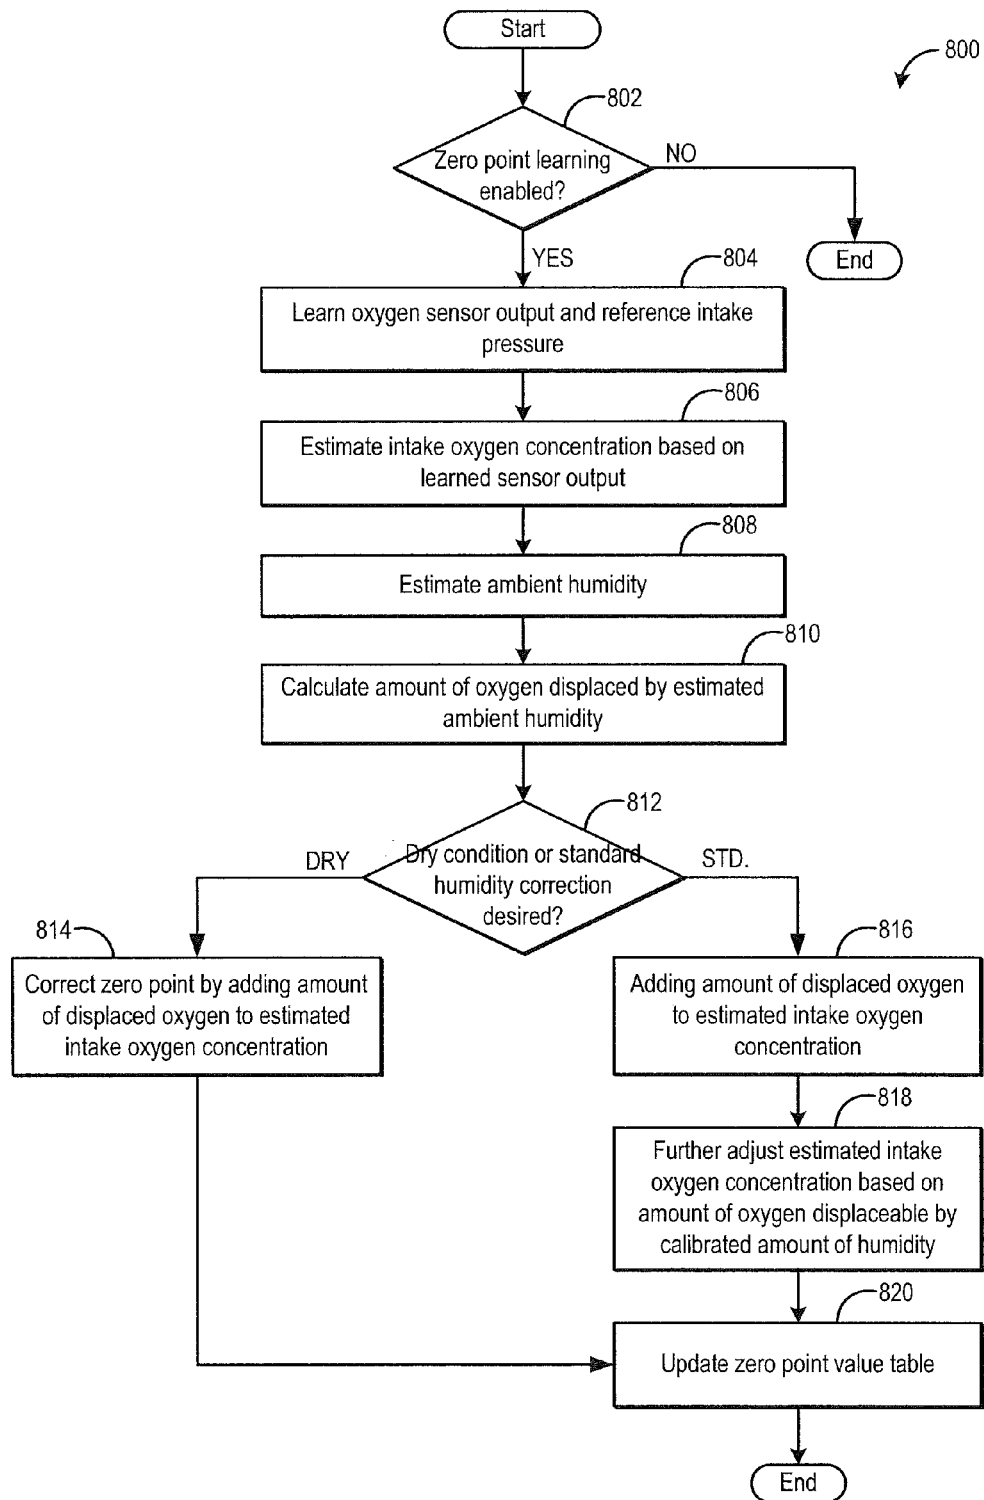 Start
800
802
Zero point learning
enabled?
NO
End
YES
804
Learn oxygen sensor output and reference intake
pressure
806
Estimate intake oxygen concentration based on
learned sensor output
808
Estimate ambient humidity
810
Calculate amount of oxygen displaced by estimated
ambient humidity
812
Dry condition or standard
humidity correction
desired?
DRY
STD.
814
Correct zero point by adding amount
of displaced oxygen to estimated
intake oxygen concentration
816
Adding amount of displaced oxygen
to estimated intake oxygen
concentration
818
Further adjust estimated intake
oxygen concentration based on
amount of oxygen displaceable by
calibrated amount of humidity
820
Update zero point value table
End